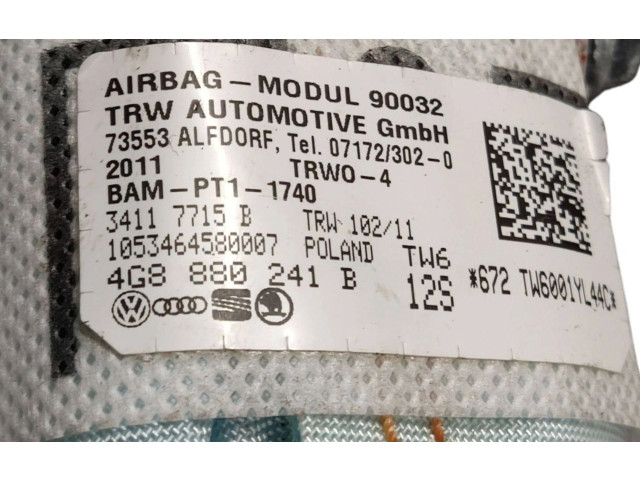 AIRBAG-MODUL 90032
TRW AUTOMOTIVE GmbH
73553 ALFDORF, Tel. 07172/302-0
2011 TRWO-4
BAM-PT1-1740
3411 7715 B TRW 102/11
1053464580007 POLAND TW6
4G8 880 241 B 12S
*672 TW6001YL44C*